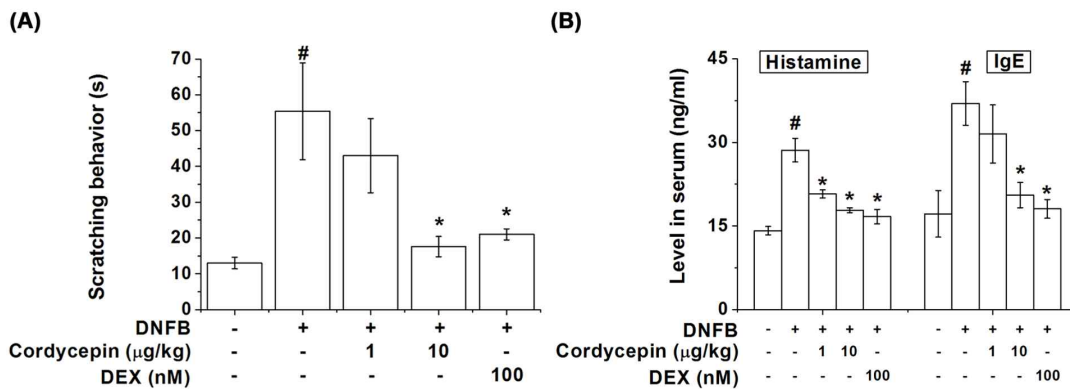 (A)
Scratching behavior (s)
70
60
50
40
30
20
10
0
#
*
*
DNFB - + + + +
Cordycepin (μg/kg) - - 1 10 -
DEX (nM) - - - - 100
(B)
Level in serum (ng/ml)
45
30
15
0
Histamine
IgE
#
*
*
*
#
*
*
DNFB - + + + + - + + + +
Cordycepin (μg/kg) - - 1 10 - - - 1 10 -
DEX (nM) - - - - 100 - - - - 100